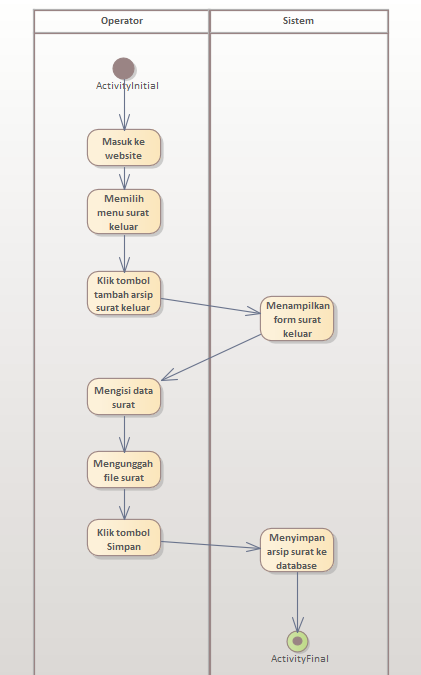 Operator
Sistem
ActivityInitial
Masuk ke
website
Memilih
menu surat
keluar
Klik tombol
tambah arsip
surat keluar
Menampilkan
form surat
keluar
Mengisi data
surat
Mengunggah
file surat
Klik tombol
Simpan
Menyimpan
arsip surat ke
database
ActivityFinal